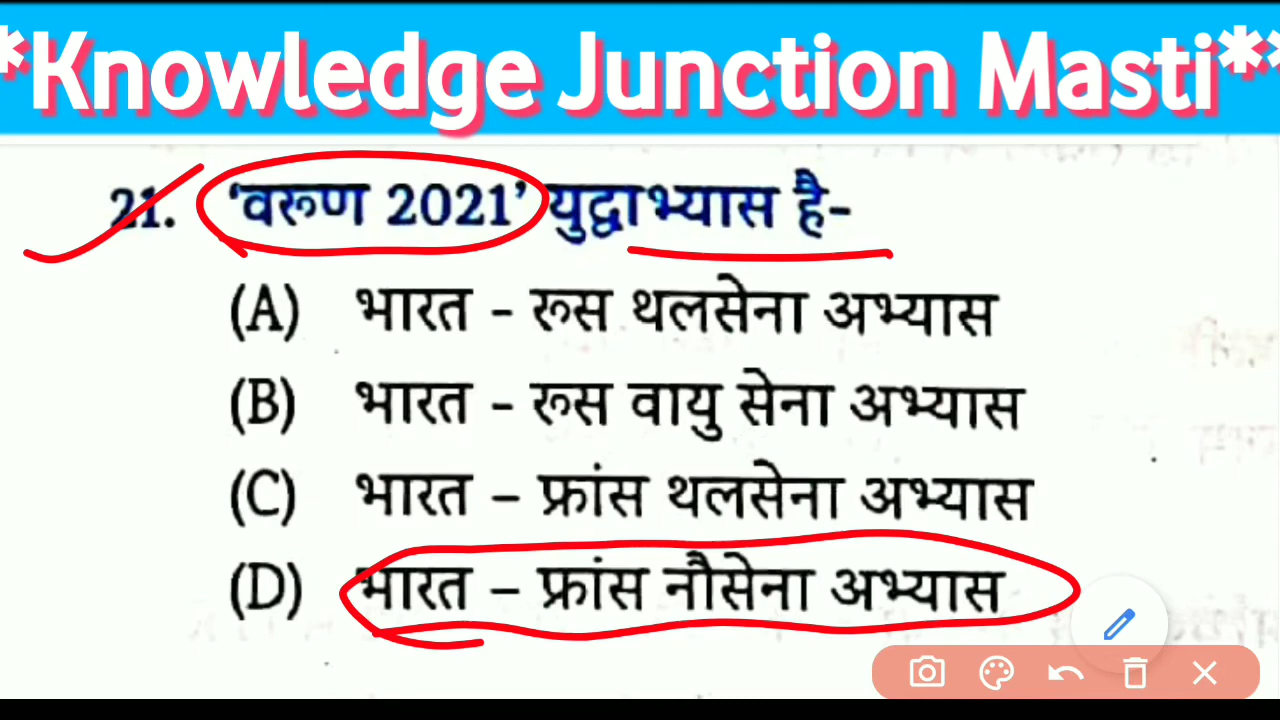 *Knowledge Junction Masti**
21. 'वरूण 2021' युद्धाभ्यास है-
(A) भारत - रूस थलसेना अभ्यास
(B) भारत - रूस वायु सेना अभ्यास
(C) भारत – फ्रांस थलसेना अभ्यास
(D) भारत – फ्रांस नौसेना अभ्यास